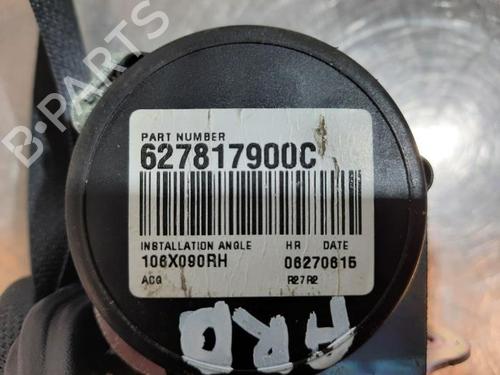 B-PARTS
PART NUMBER
627817900C
INSTALLATION ANGLE HR DATE
106X090RH 06270615
ACG R27R2
ARD